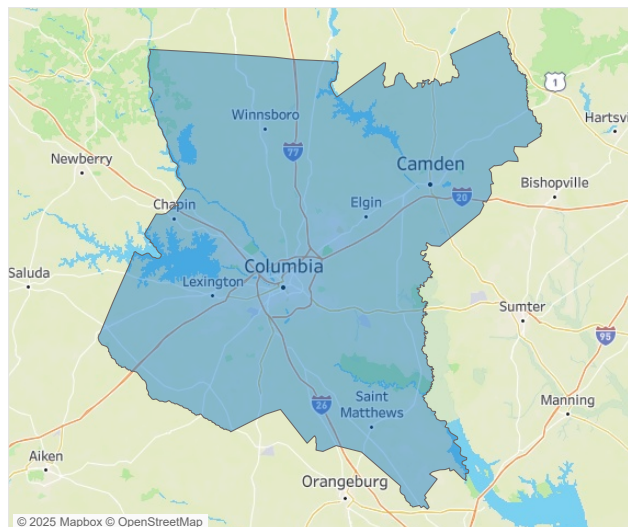 1
Hartsvi
Winnsboro
77
Newberry
Camden
Bishopville
20
Elgin
Chapin
Columbia
Saluda
Lexington
Sumter
95
26
Saint
Matthews
Manning
Aiken
Orangeburg
© 2025 Mapbox © OpenStreetMap